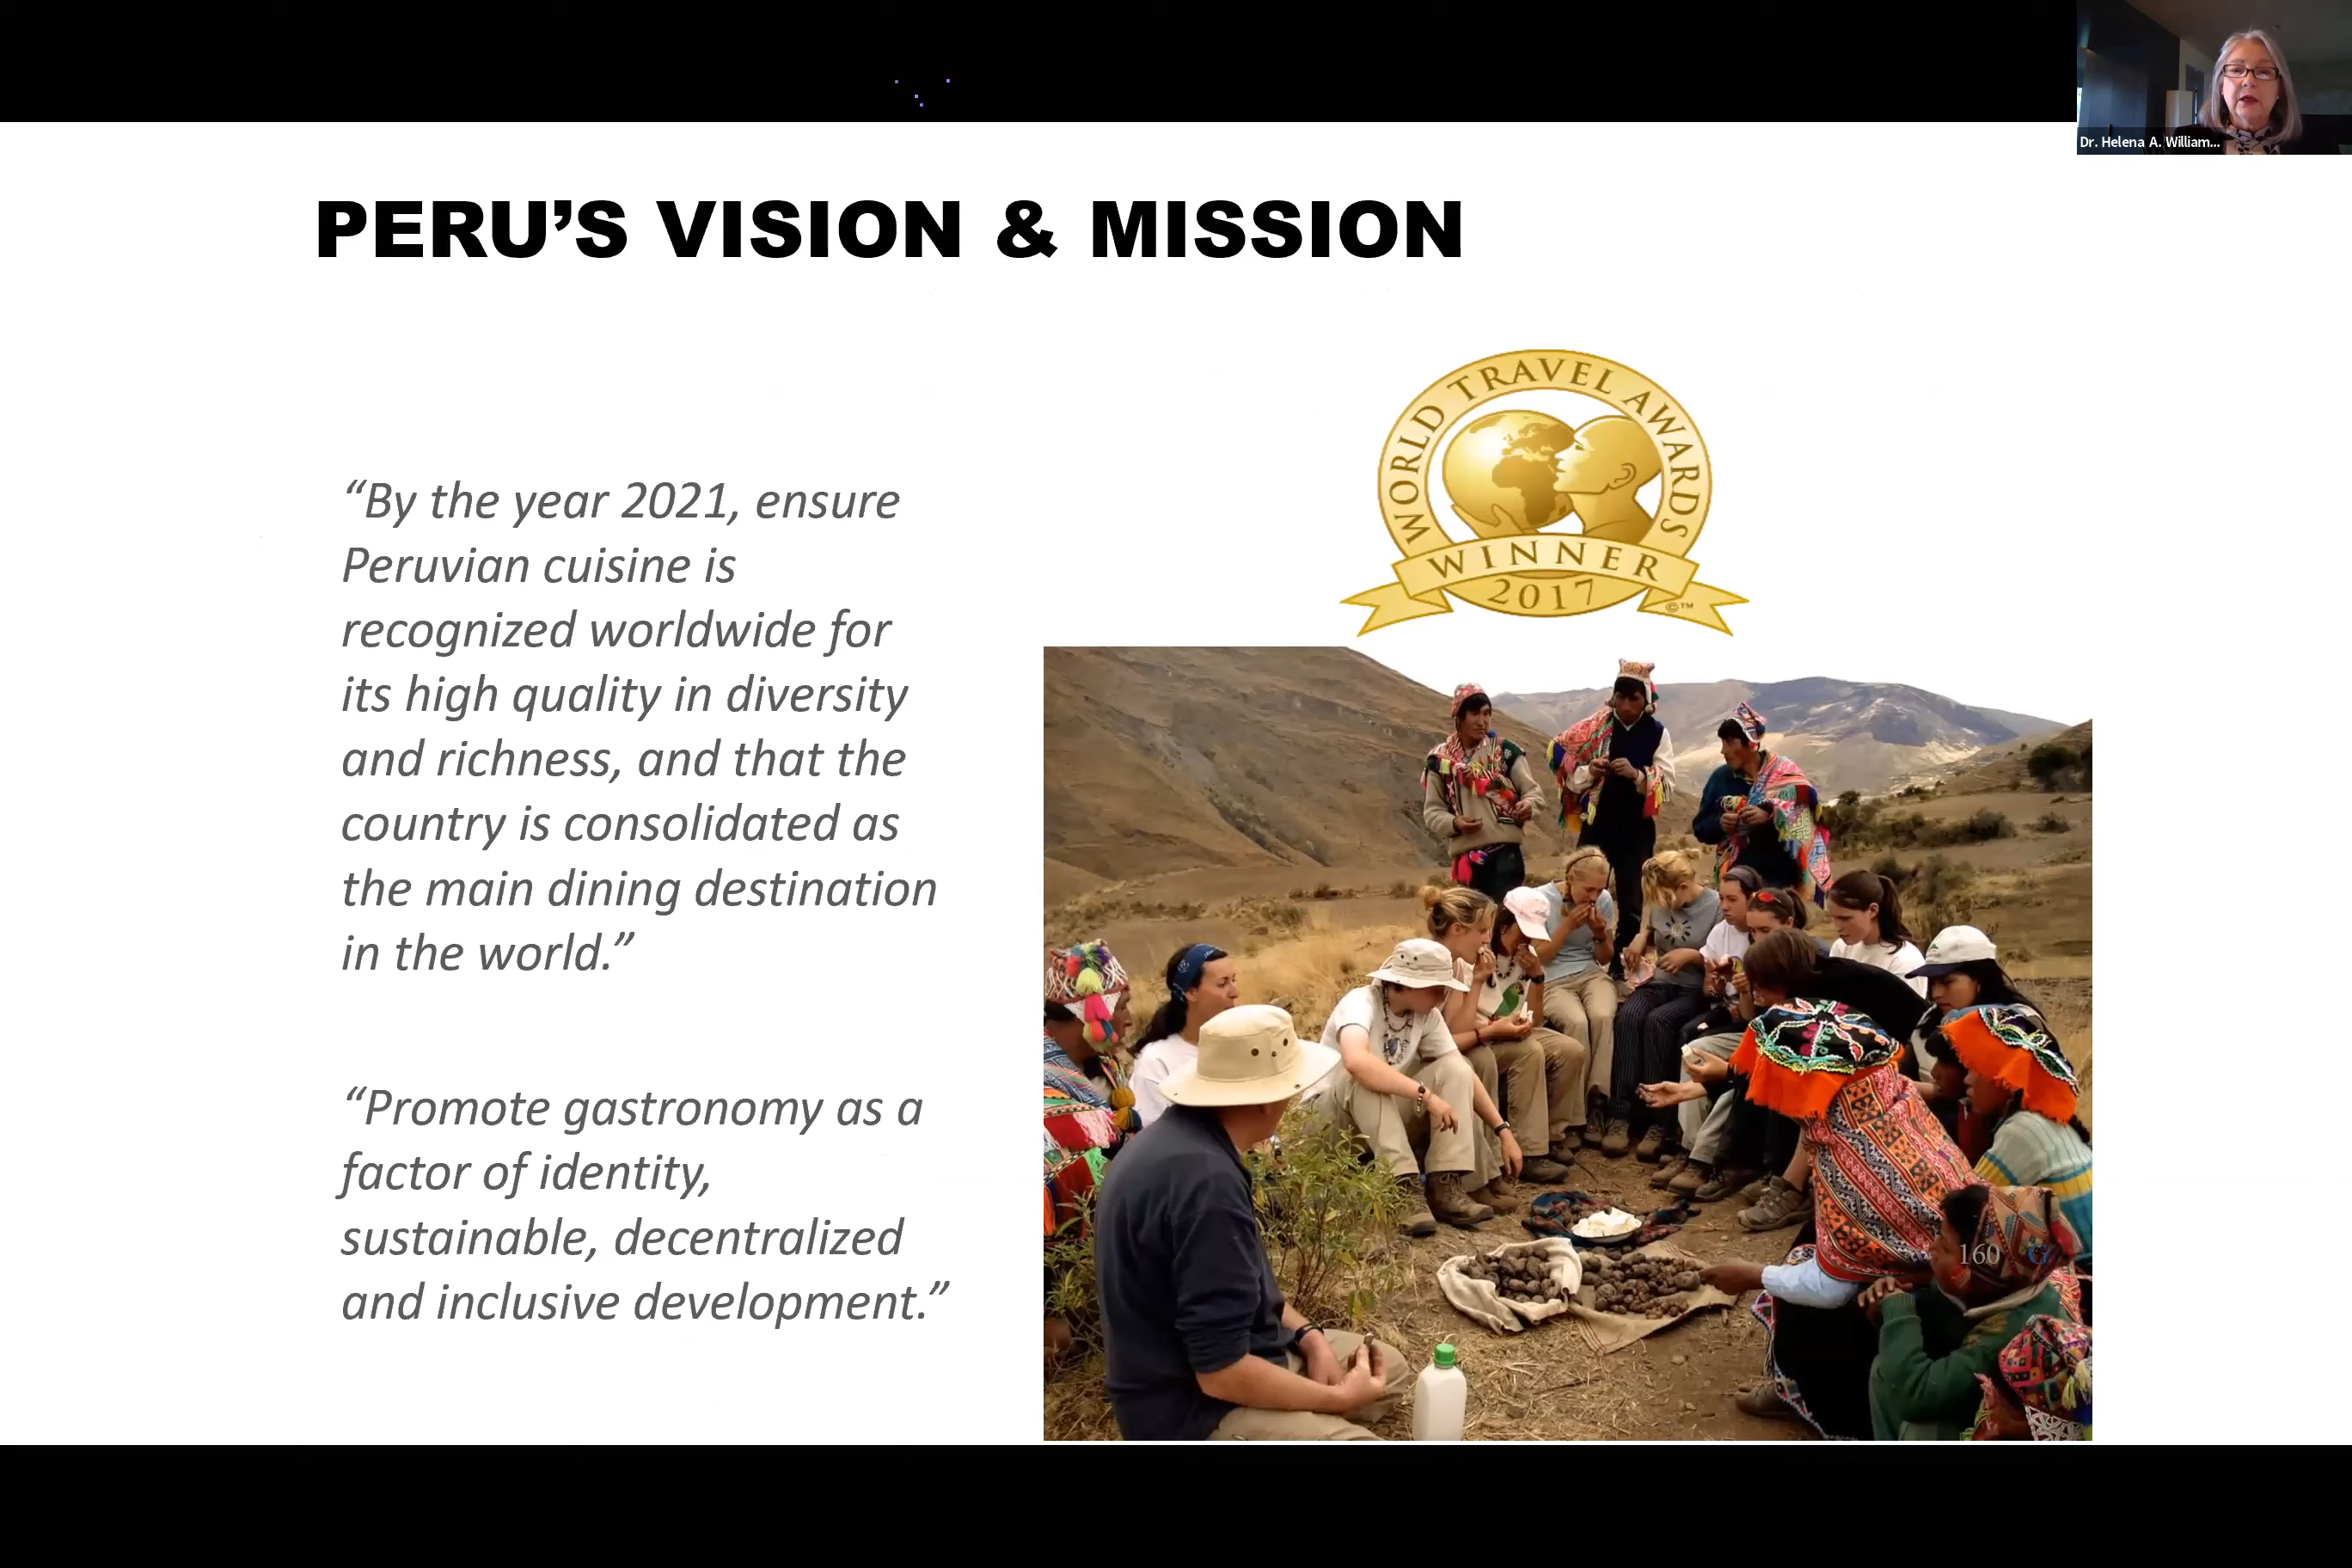 Dr. Helena A. William...
PERU’S VISION & MISSION
WORLD TRAVEL AWARDS
WINNER
2017
©™
“By the year 2021, ensure
Peruvian cuisine is
recognized worldwide for
its high quality in diversity
and richness, and that the
country is consolidated as
the main dining destination
in the world.”
“Promote gastronomy as a
factor of identity,
sustainable, decentralized
and inclusive development.”
160 G